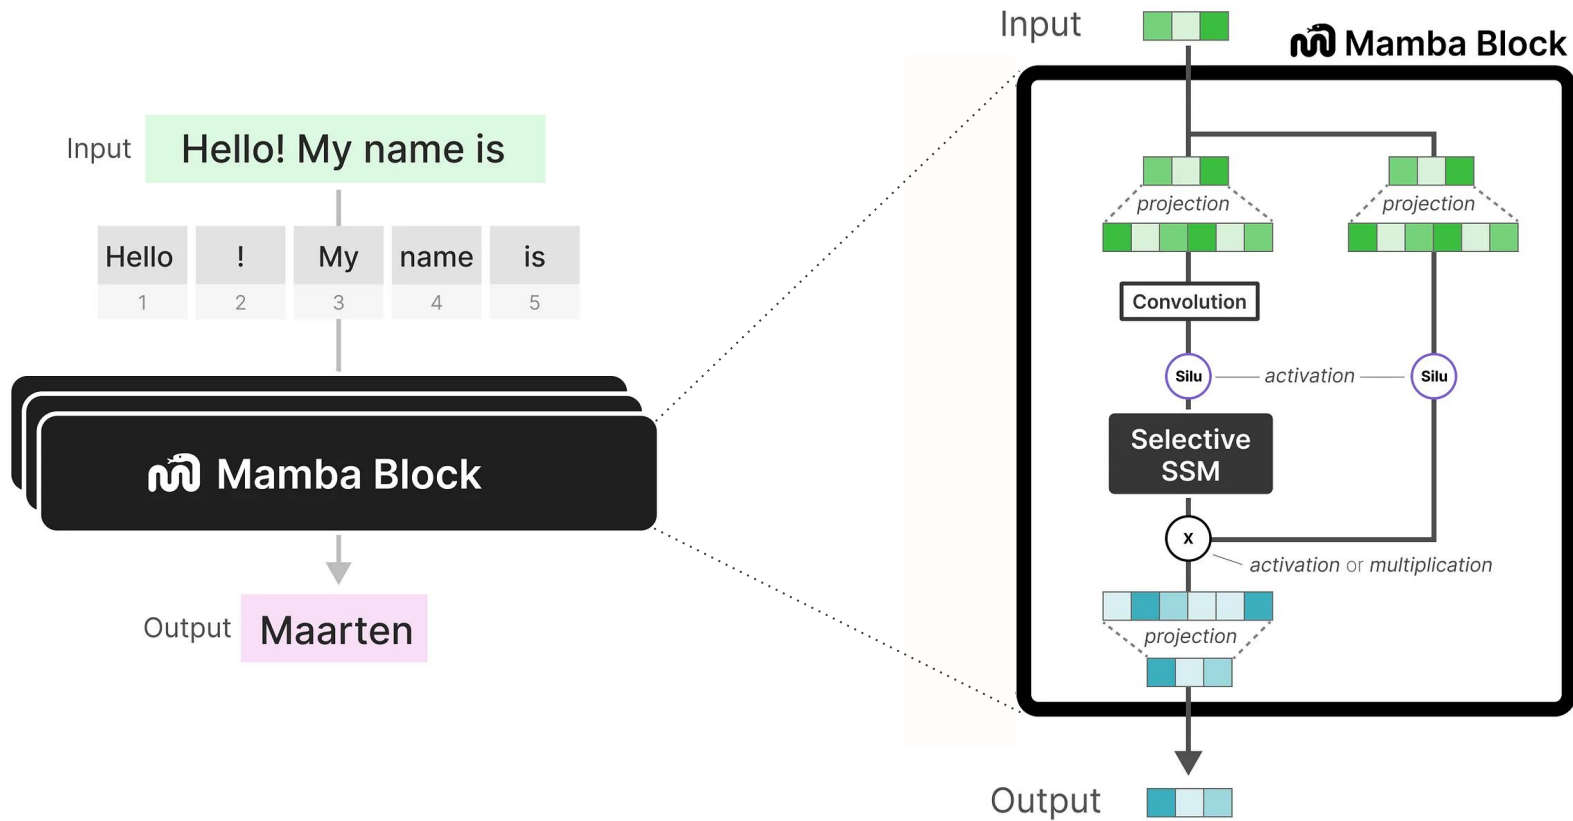 Input
Hello! My name is
Hello ! My name is
1 2 3 4 5
Mamba Block
Output
Maarten
Input
Mamba Block
projection projection
Convolution
Silu activation Silu
Selective
SSM
X
activation or multiplication
projection
Output